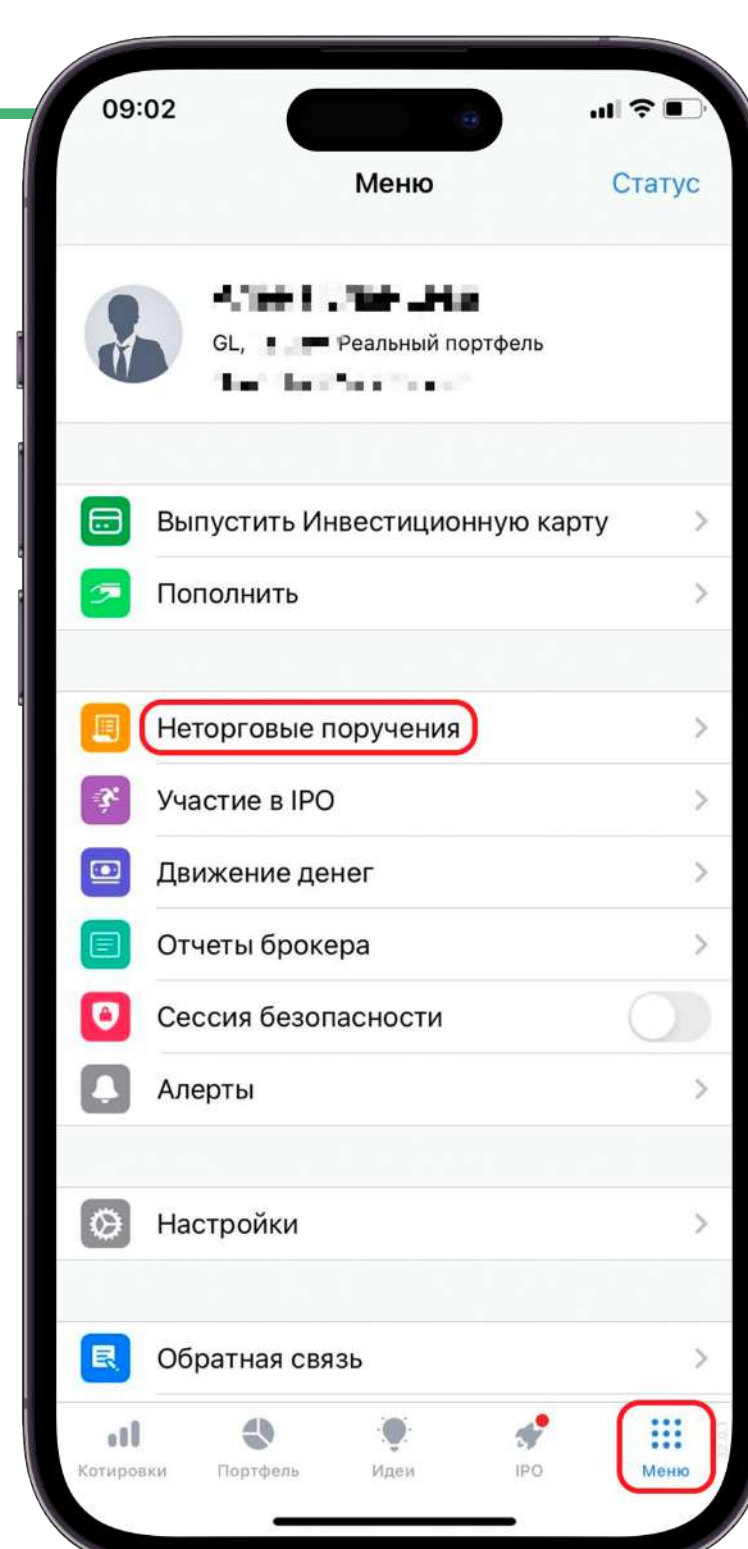 09:02
Меню
Статус
GL, Реальный портфель
Выпустить Инвестиционную карту
Пополнить
Неторговые поручения
Участие в IPO
Движение денег
Отчеты брокера
Сессия безопасности
Алерты
Настройки
Обратная связь
Котировки
Портфель
Идеи
IPO
Меню